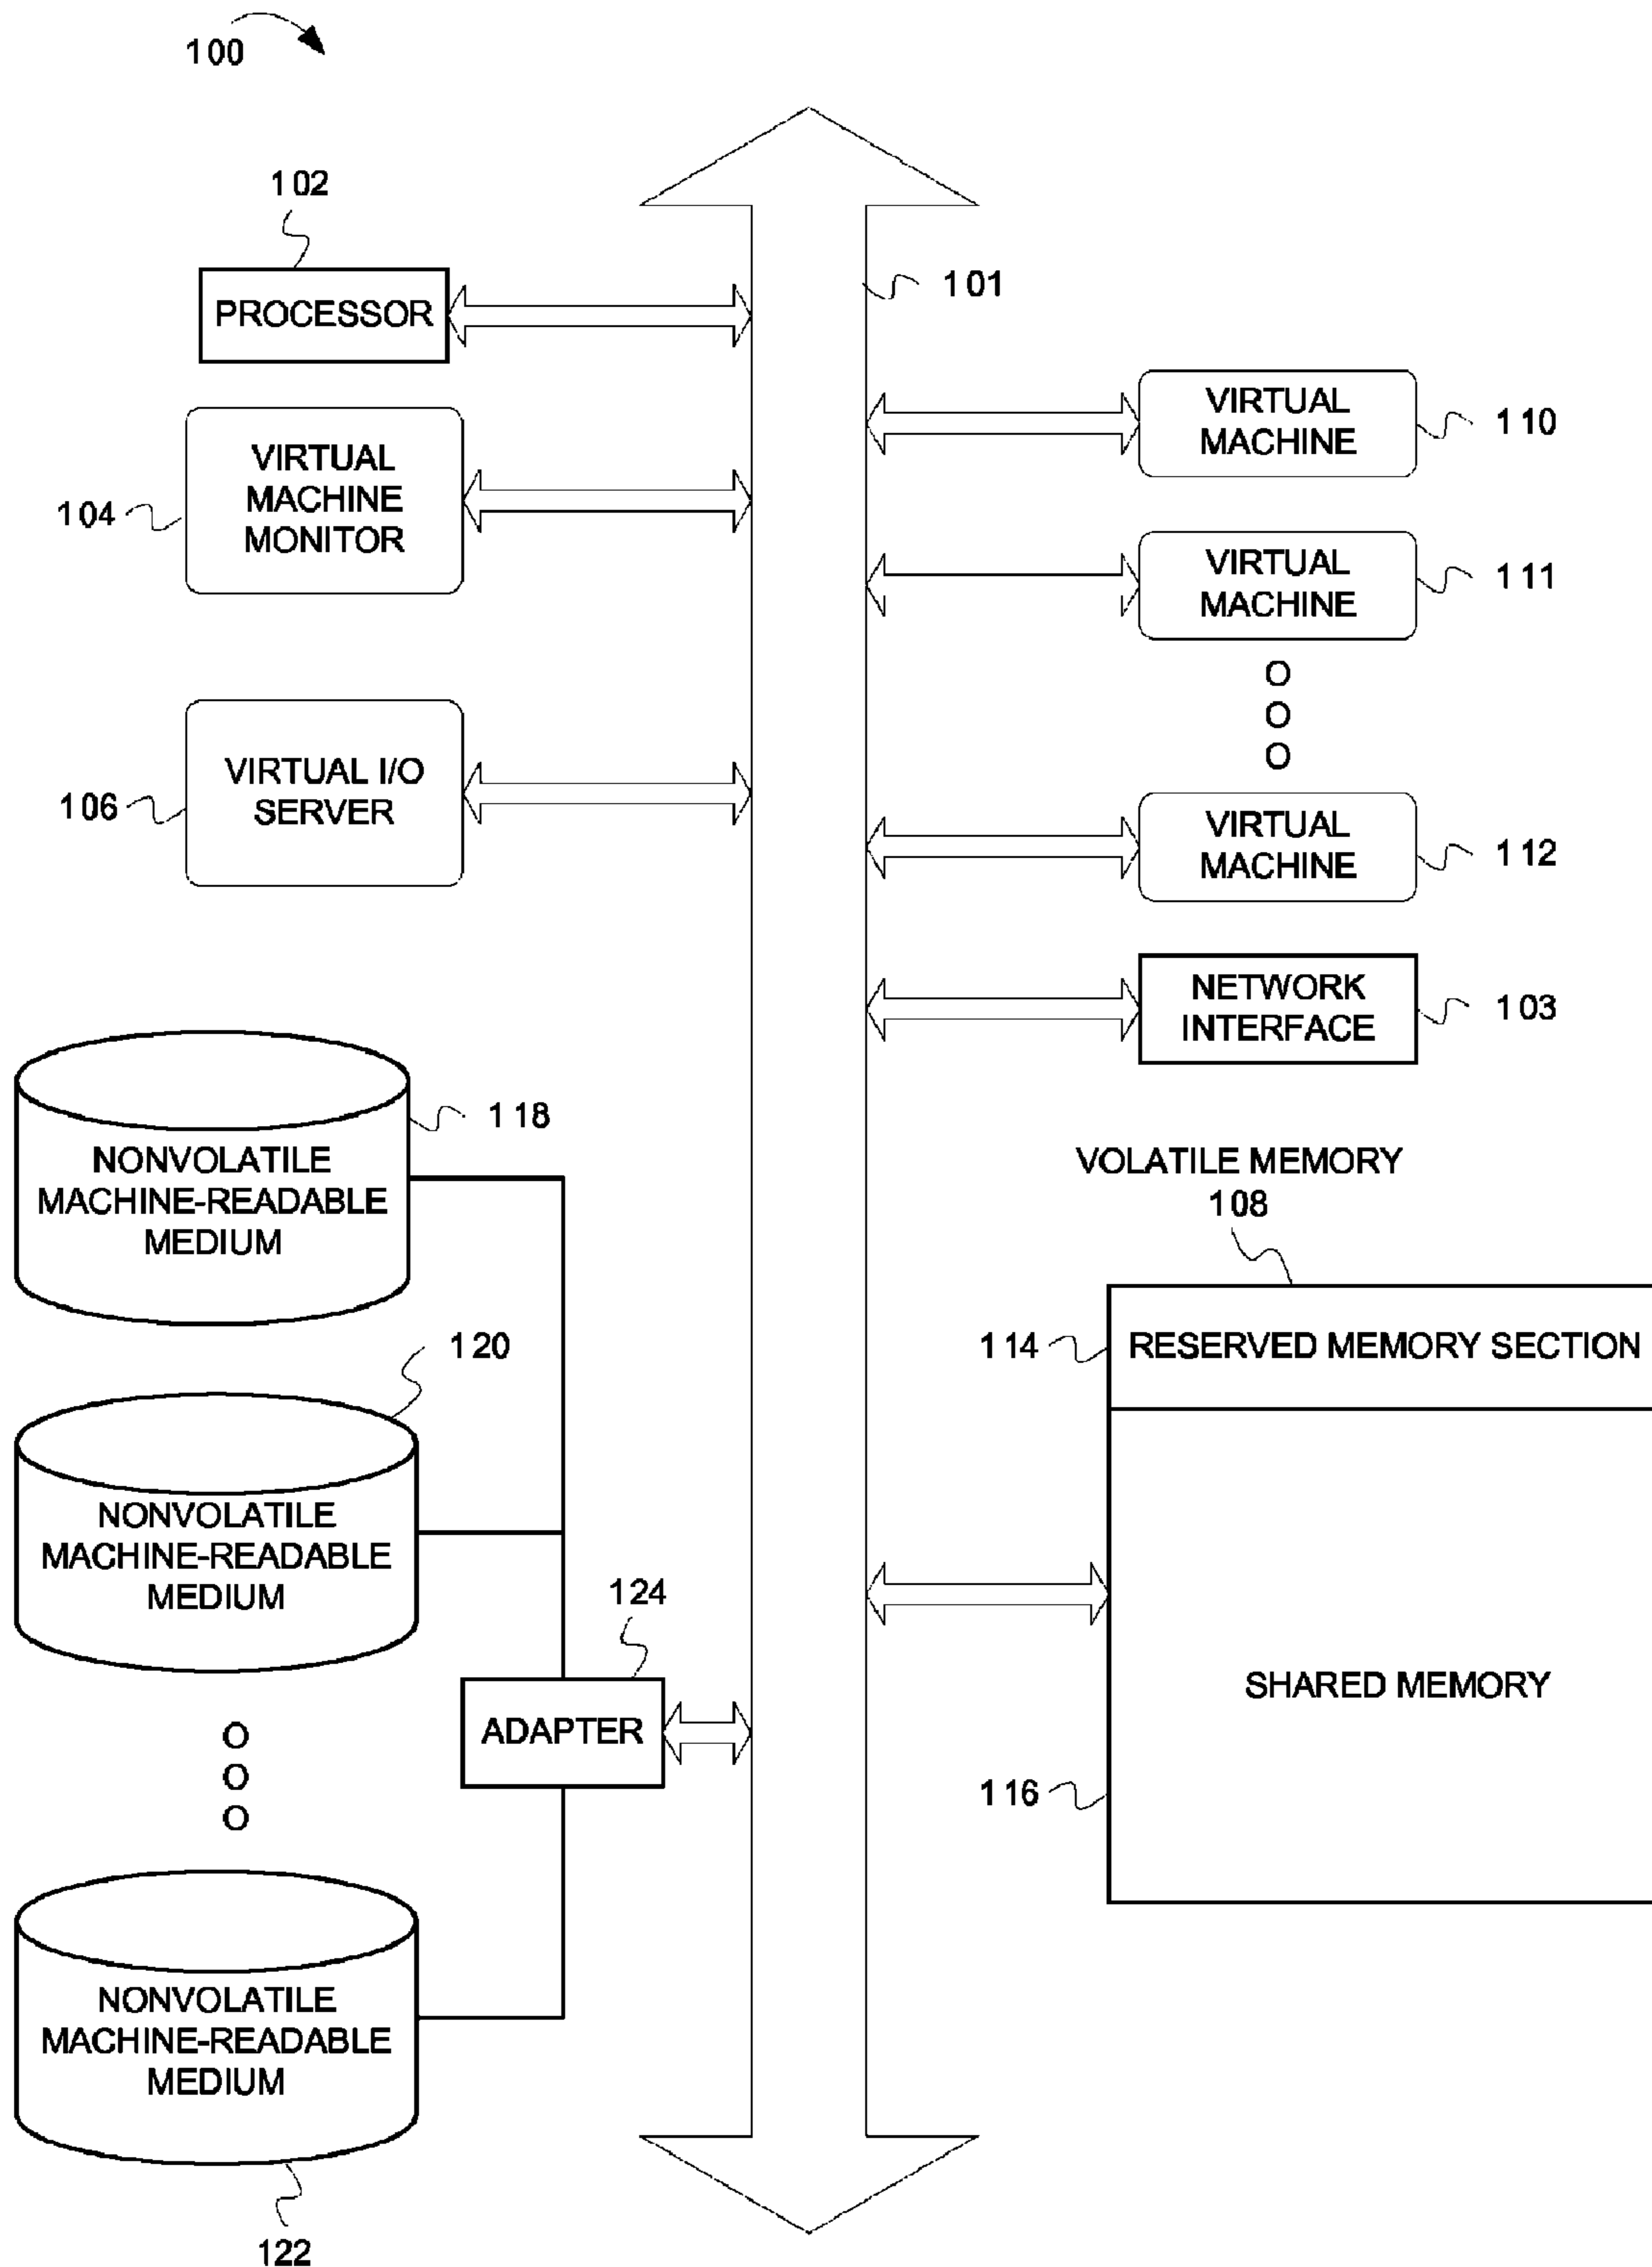 100
102
PROCESSOR
101
VIRTUAL
MACHINE
MONITOR
104
VIRTUAL
MACHINE
110
VIRTUAL
MACHINE
111
O
O
O
VIRTUAL I/O
SERVER
106
VIRTUAL
MACHINE
112
NETWORK
INTERFACE
103
118
NONVOLATILE
MACHINE-READABLE
MEDIUM
VOLATILE MEMORY
108
120
114
RESERVED MEMORY SECTION
NONVOLATILE
MACHINE-READABLE
MEDIUM
124
ADAPTER
SHARED MEMORY
116
O
O
O
NONVOLATILE
MACHINE-READABLE
MEDIUM
122